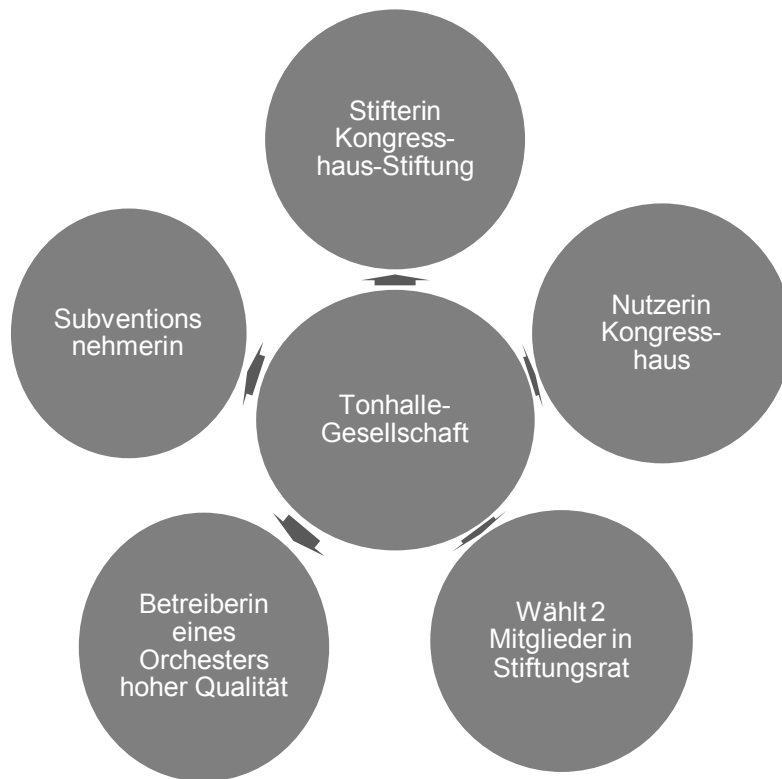 Stifterin
Kongress-
haus-Stiftung
Subventions
nehmerin
Nutzerin
Kongress-
haus
Tonhalle-
Gesellschaft
Betreiberin
eines
Orchesters
hoher Qualität
Wählt 2
Mitglieder in
Stiftungsrat